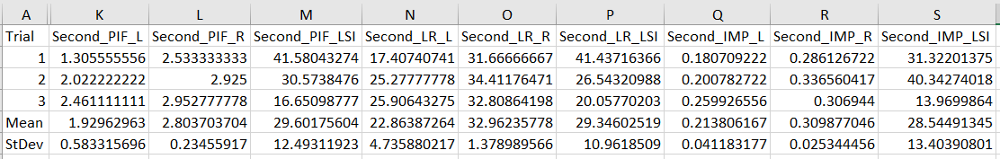 A K L M N O P Q R S
Trial Second_PIF_L Second_PIF_R Second_PIF_LSI Second_LR_L Second_LR_R Second_LR_LSI Second_IMP_L Second_IMP_R Second_IMP_LSI
1 1.305555556 2.533333333 41.58043274 17.40740741 31.66666667 41.43716366 0.180709222 0.286126722 31.32201375
2 2.022222222 2.925 30.5738476 25.27777778 34.41176471 26.54320988 0.200782722 0.336560417 40.34274018
3 2.461111111 2.952777778 16.65098777 25.90643275 32.80864198 20.05770203 0.259926556 0.306944 13.9699864
Mean 1.92962963 2.803703704 29.60175604 22.86387264 32.96235778 29.34602519 0.213806167 0.309877046 28.54491345
StDev 0.583315696 0.23455917 12.49311923 4.735880217 1.378989566 10.9618509 0.041183177 0.025344456 13.40390801